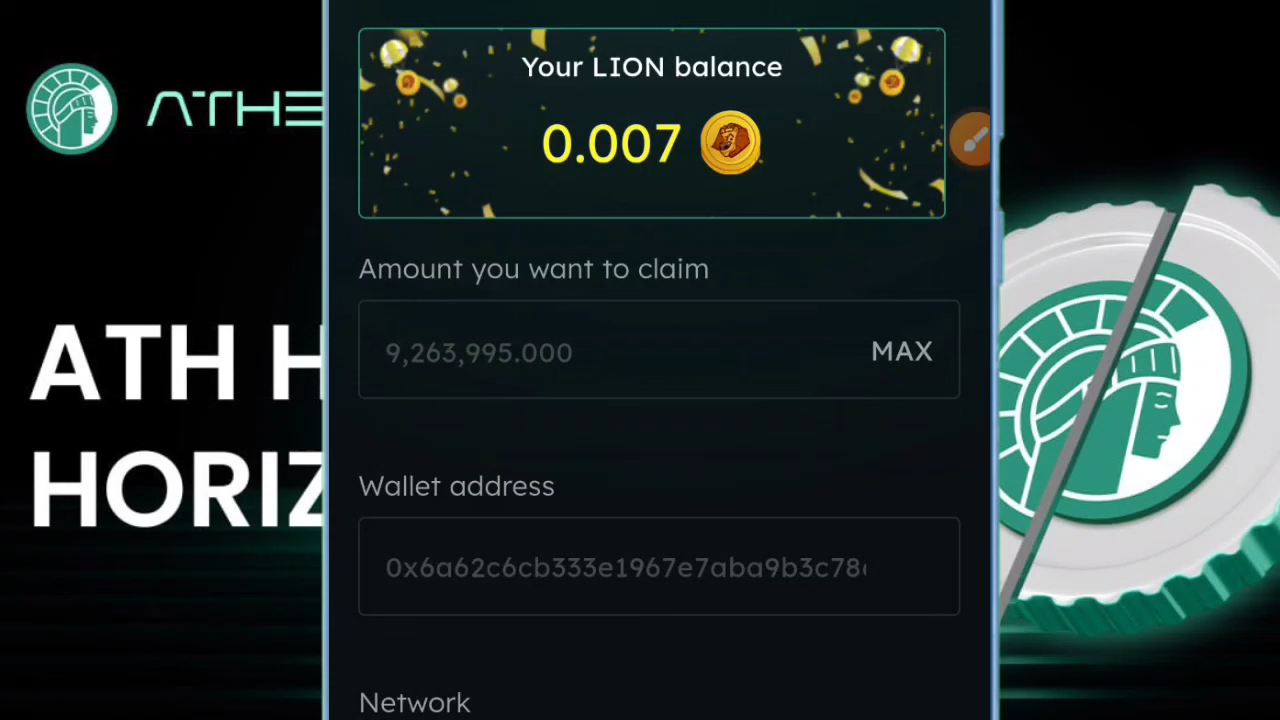 ATHE
ATH H
HORIZ
Your LION balance
0.007
Amount you want to claim
9,263,995.000
MAX
Wallet address
0x6a62c6cb333e1967e7aba9b3c78
Network